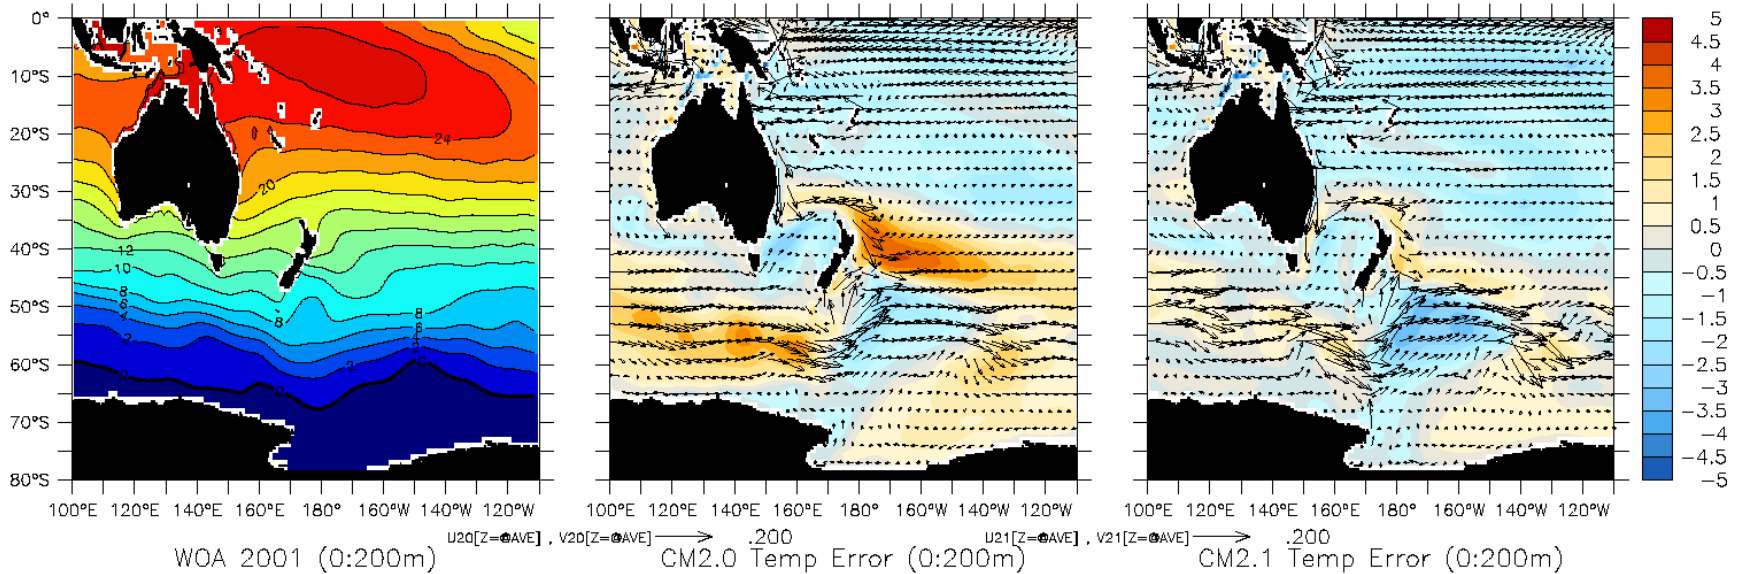 0°
10°S
20°S
30°S
40°S
50°S
60°S
70°S
80°S
24
20
12
10
8
6
4
2
0
8
8
6
4
2
0
0
100°E 120°E 140°E 160°E 180° 160°W 140°W 120°W
100°E 120°E 140°E 160°E 180° 160°W 140°W 120°W
100°E 120°E 140°E 160°E 180° 160°W 140°W 120°W
5
4.5
4
3.5
3
2.5
2
1.5
1
0.5
0
-0.5
-1
-1.5
-2
-2.5
-3
-3.5
-4
-4.5
-5
U20[Z=@AVE] , V20[Z=@AVE] .200
U21[Z=@AVE] , V21[Z=@AVE] .200
WOA 2001 (0:200m)
CM2.0 Temp Error (0:200m)
CM2.1 Temp Error (0:200m)